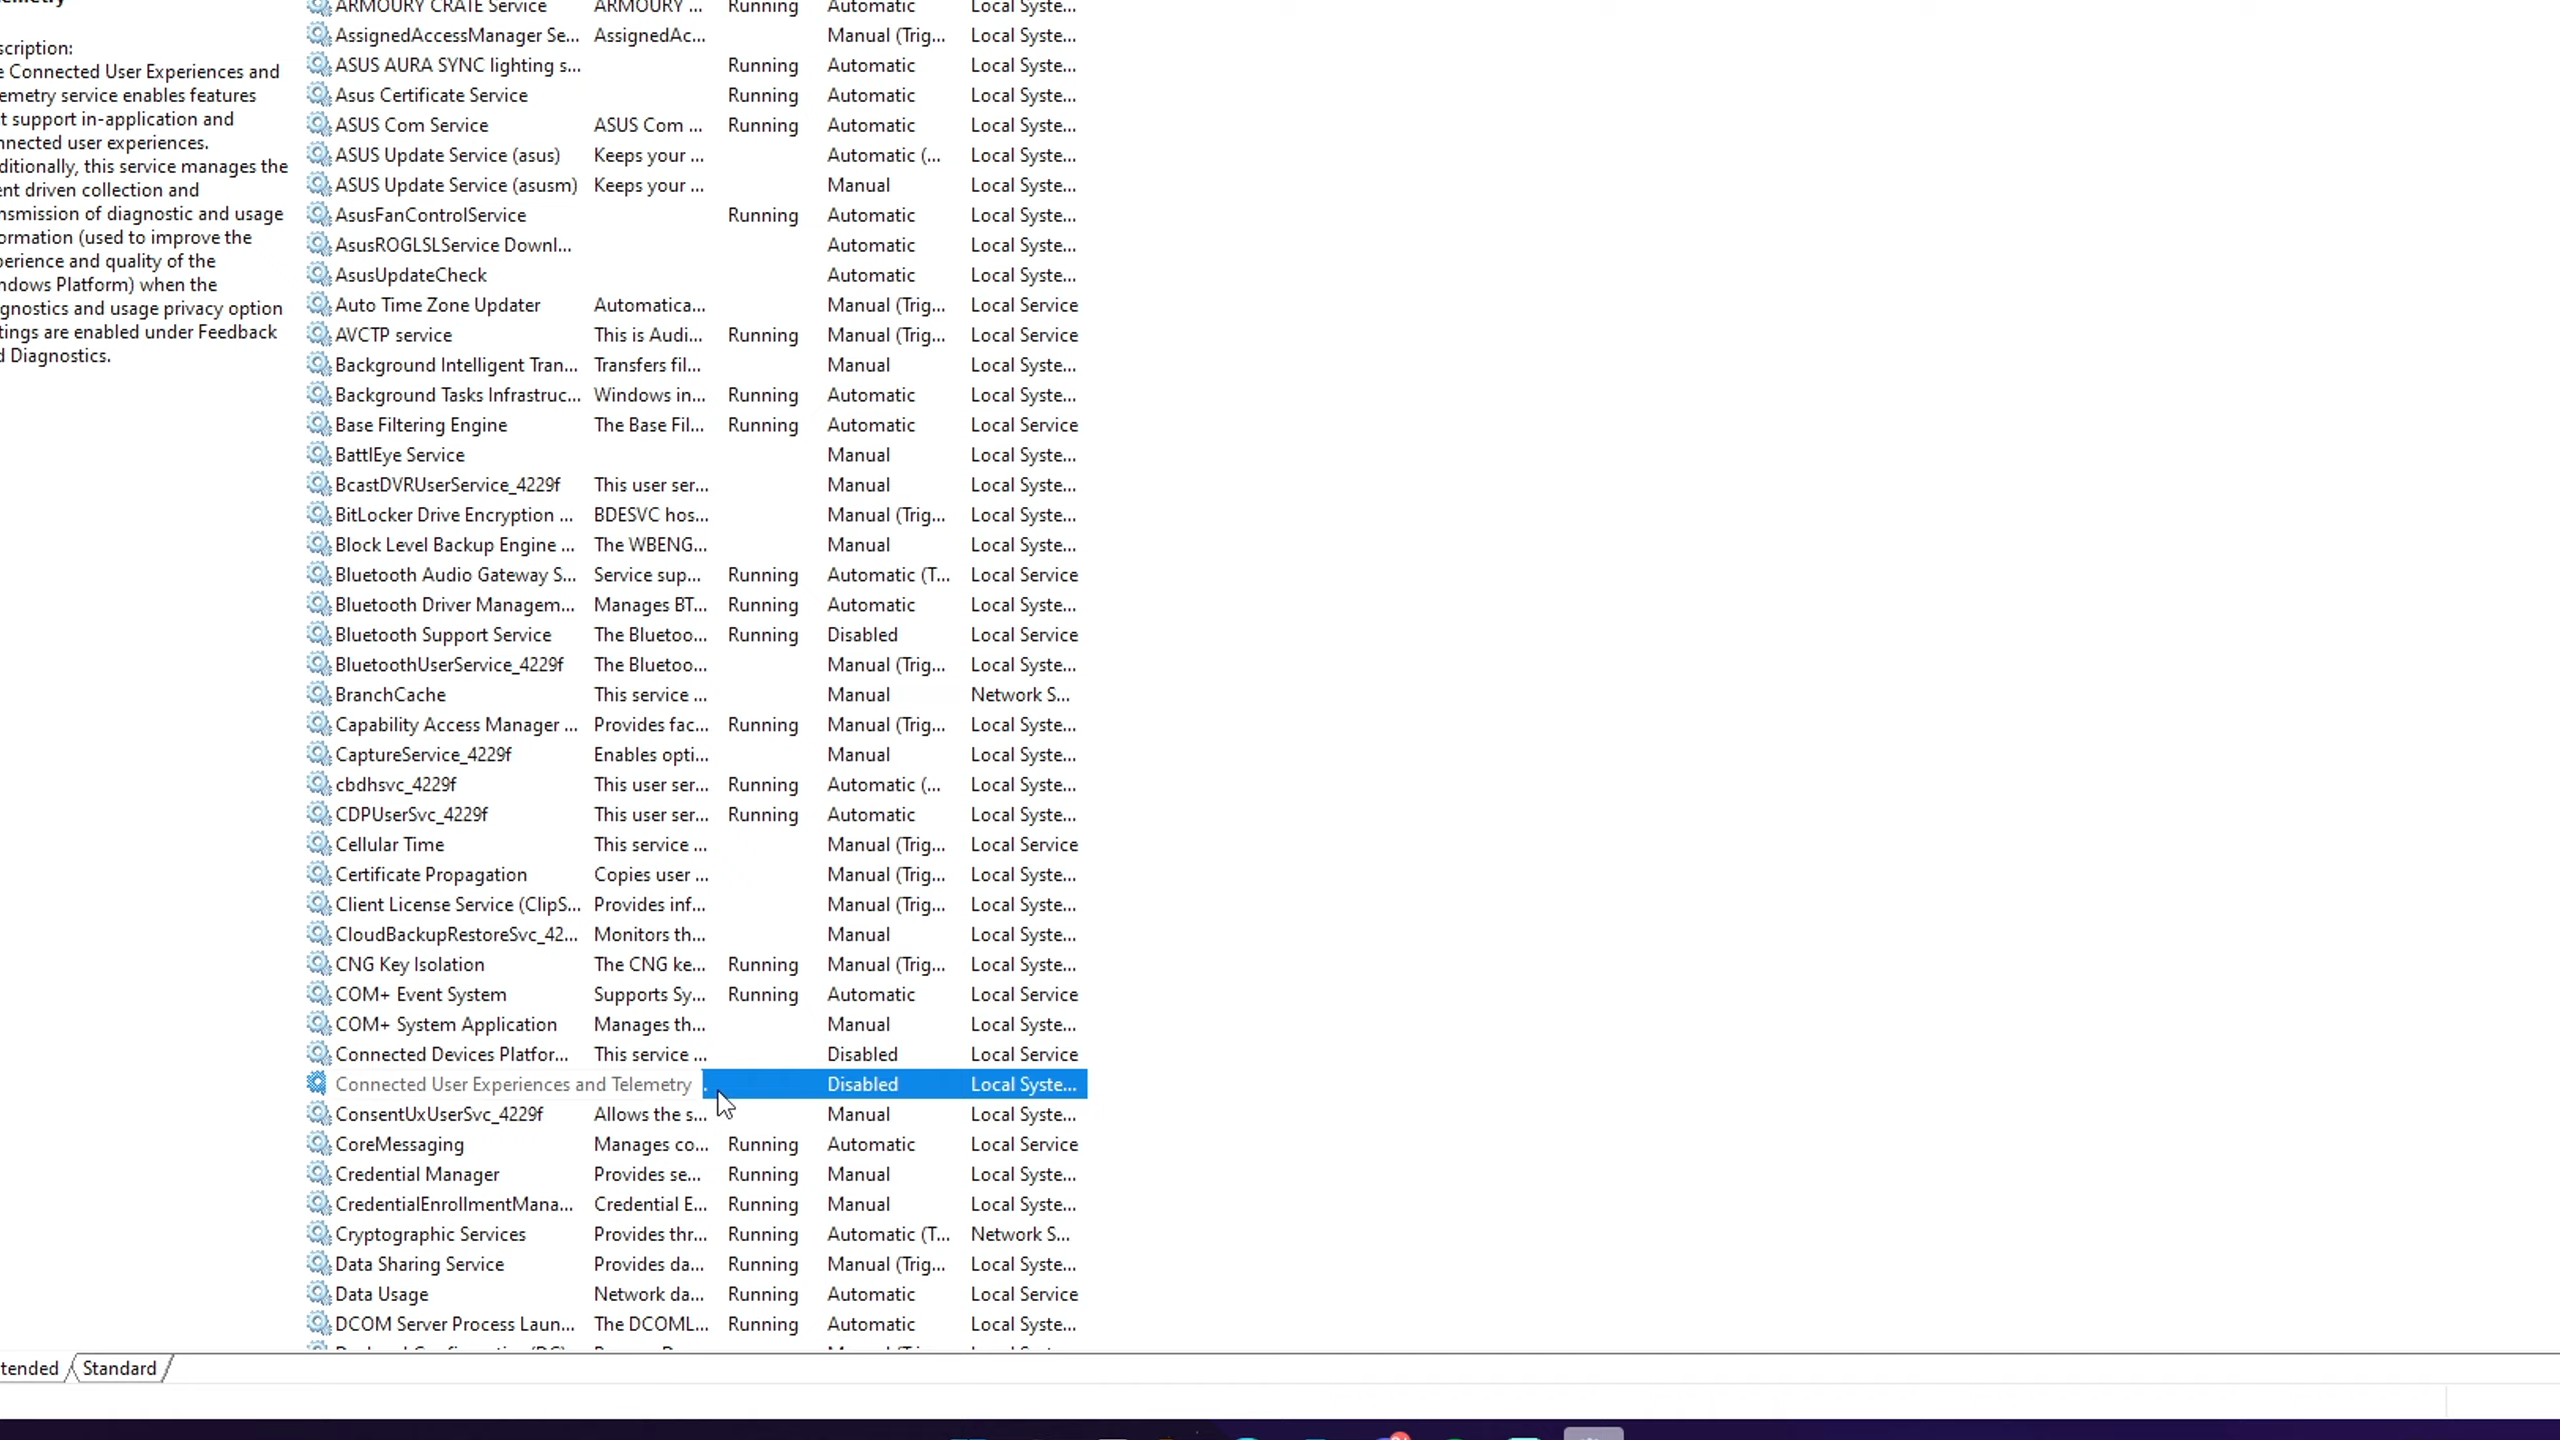 scription:
e Connected User Experiences and
emetry service enables features
t support in-application and
nnected user experiences.
ditionally, this service manages the
ent driven collection and
nsmission of diagnostic and usage
ormation (used to improve the
perience and quality of the
ndows Platform) when the
gnostics and usage privacy option
tings are enabled under Feedback
d Diagnostics.
ARMOURY CRATE Service ARMOURY ... Running Automatic Local Syste...
AssignedAccessManager Se... AssignedAc... Manual (Trig... Local Syste...
ASUS AURA SYNC lighting s... Running Automatic Local Syste...
Asus Certificate Service Running Automatic Local Syste...
ASUS Com Service ASUS Com ... Running Automatic Local Syste...
ASUS Update Service (asus) Keeps your ... Automatic (... Local Syste...
ASUS Update Service (asusm) Keeps your ... Manual Local Syste...
AsusFanControlService Running Automatic Local Syste...
AsusROGLSLService Downl... Automatic Local Syste...
AsusUpdateCheck Automatic Local Syste...
Auto Time Zone Updater Automatica... Manual (Trig... Local Service
AVCTP service This is Audi... Running Manual (Trig... Local Service
Background Intelligent Tran... Transfers fil... Manual Local Syste...
Background Tasks Infrastruc... Windows in... Running Automatic Local Syste...
Base Filtering Engine The Base Fil... Running Automatic Local Service
BattlEye Service Manual Local Syste...
BcastDVRUserService_4229f This user ser... Manual Local Syste...
BitLocker Drive Encryption ... BDESVC hos... Manual (Trig... Local Syste...
Block Level Backup Engine ... The WBENG... Manual Local Syste...
Bluetooth Audio Gateway S... Service sup... Running Automatic (T... Local Service
Bluetooth Driver Managem... Manages BT... Running Automatic Local Syste...
Bluetooth Support Service The Bluetoo... Running Disabled Local Service
BluetoothUserService_4229f The Bluetoo... Manual (Trig... Local Syste...
BranchCache This service ... Manual Network S...
Capability Access Manager ... Provides fac... Running Manual (Trig... Local Syste...
CaptureService_4229f Enables opti... Manual Local Syste...
cbdhsvc_4229f This user ser... Running Automatic (... Local Syste...
CDPUserSvc_4229f This user ser... Running Automatic Local Syste...
Cellular Time This service ... Manual (Trig... Local Service
Certificate Propagation Copies user ... Manual (Trig... Local Syste...
Client License Service (ClipS... Provides inf... Manual (Trig... Local Syste...
CloudBackupRestoreSvc_42... Monitors th... Manual Local Syste...
CNG Key Isolation The CNG ke... Running Manual (Trig... Local Syste...
COM+ Event System Supports Sy... Running Automatic Local Service
COM+ System Application Manages th... Manual Local Syste...
Connected Devices Platfor... This service ... Disabled Local Service
Connected User Experiences and Telemetry . Disabled Local Syste...
ConsentUxUserSvc_4229f Allows the s... Manual Local Syste...
CoreMessaging Manages co... Running Automatic Local Service
Credential Manager Provides se... Running Manual Local Syste...
CredentialEnrollmentMana... Credential E... Running Manual Local Syste...
Cryptographic Services Provides thr... Running Automatic (T... Network S...
Data Sharing Service Provides da... Running Manual (Trig... Local Syste...
Data Usage Network da... Running Automatic Local Service
DCOM Server Process Laun... The DCOML... Running Automatic Local Syste...
tended Standard